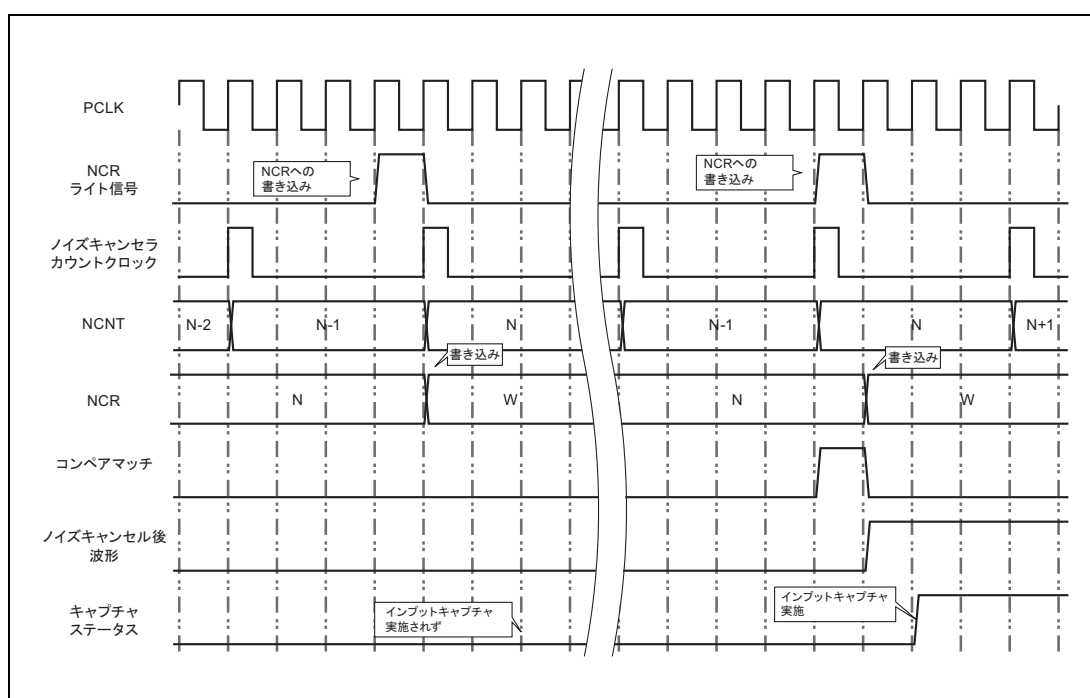 PCLK
NCR
ライト信号
NCRへの
書き込み
NCRへの
書き込み
ノイズキャンセラ
カウントクロック
NCNT
N-2
N-1
N
N-1
N
N+1
書き込み
書き込み
NCR
N
W
N
W
コンペアマッチ
ノイズキャンセル後
波形
キャプチャ
ステータス
インプットキャプチャ
実施されず
インプットキャプチャ
実施